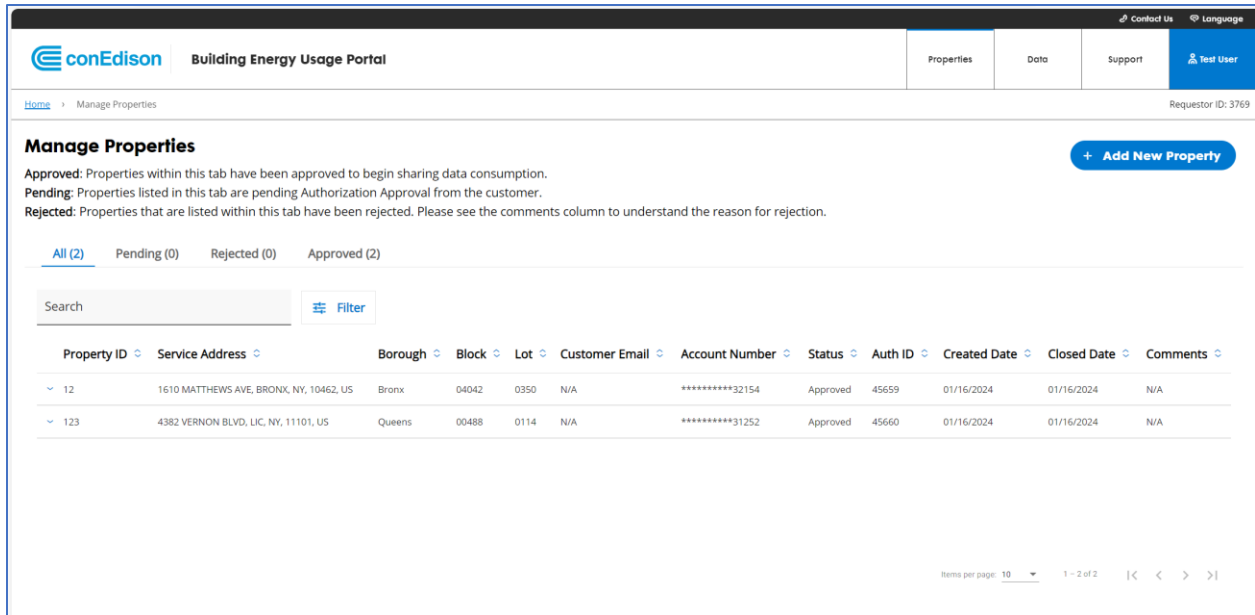 Contact Us Language
conEdison Building Energy Usage Portal Properties Data Support Test User
Home › Manage Properties Requestor ID: 3769
Manage Properties
+ Add New Property
Approved: Properties within this tab have been approved to begin sharing data consumption.
Pending: Properties listed in this tab are pending Authorization Approval from the customer.
Rejected: Properties that are listed within this tab have been rejected. Please see the comments column to understand the reason for rejection.
All (2) Pending (0) Rejected (0) Approved (2)
Search Filter
Property ID Service Address Borough Block Lot Customer Email Account Number Status Auth ID Created Date Closed Date Comments
12 1610 MATTHEWS AVE, BRONX, NY, 10462, US Bronx 04042 0350 N/A **********32154 Approved 45659 01/16/2024 01/16/2024 N/A
123 4382 VERNON BLVD, LIC, NY, 11101, US Queens 00488 0114 N/A **********31252 Approved 45660 01/16/2024 01/16/2024 N/A
Items per page: 10 1 – 2 of 2